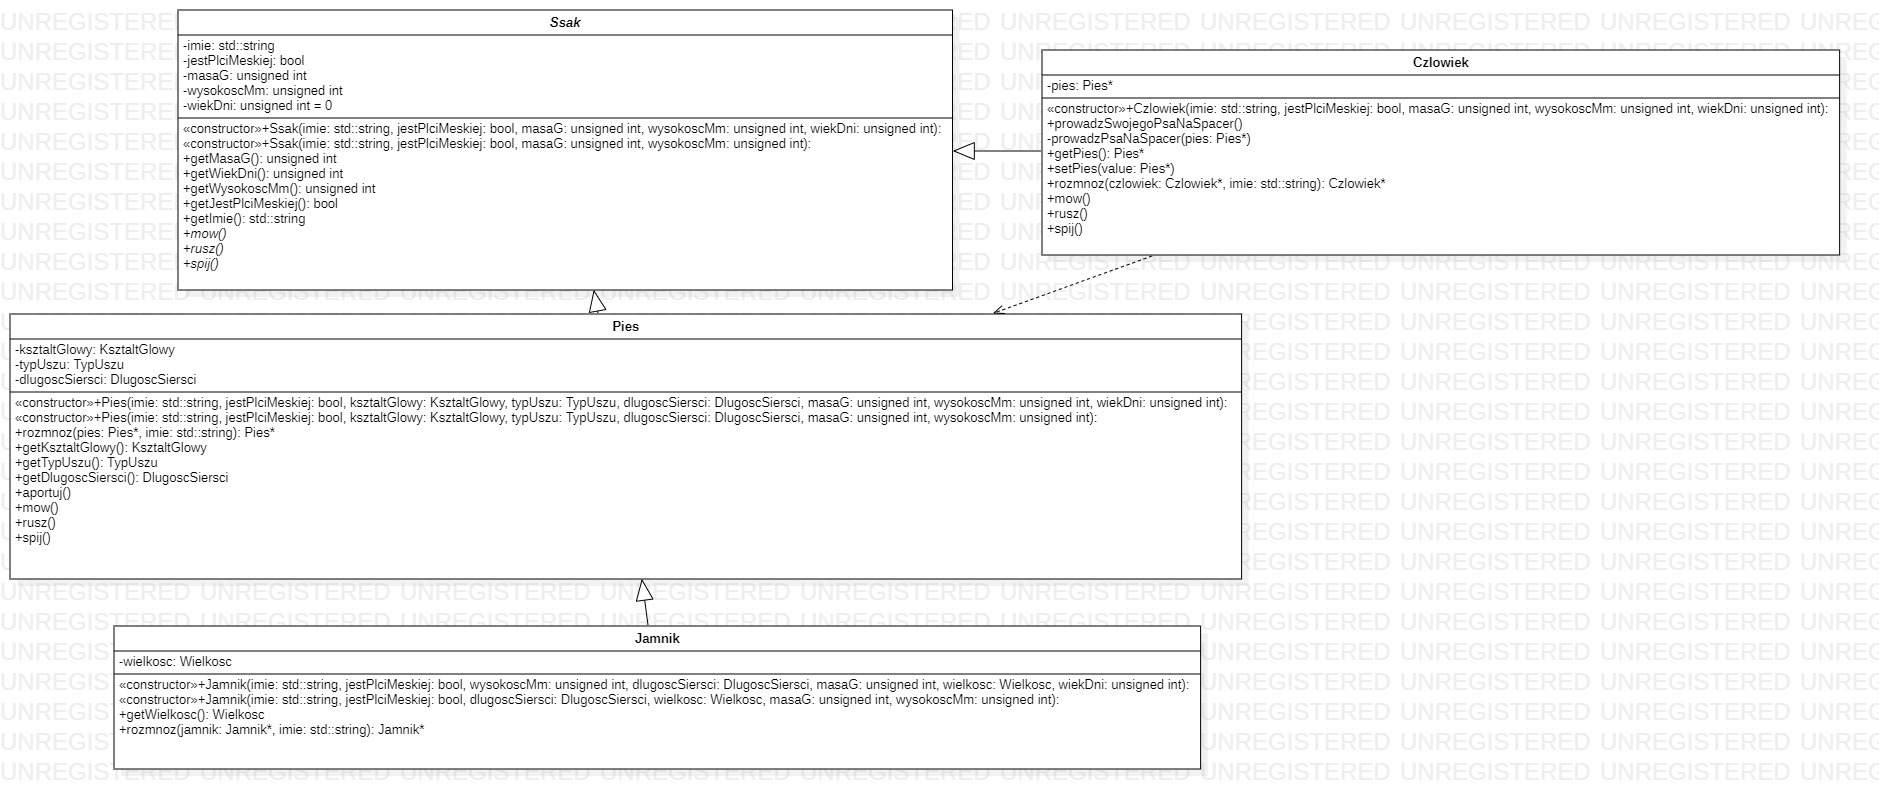 Ssak
-imie: std::string
-jestPlciMeskiej: bool
-masaG: unsigned int
-wysokoscMm: unsigned int
-wiekDni: unsigned int = 0
«constructor»+Ssak(imie: std::string, jestPlciMeskiej: bool, masaG: unsigned int, wysokoscMm: unsigned int, wiekDni: unsigned int):
«constructor»+Ssak(imie: std::string, jestPlciMeskiej: bool, masaG: unsigned int, wysokoscMm: unsigned int):
+getMasaG(): unsigned int
+getWiekDni(): unsigned int
+getWysokoscMm(): unsigned int
+getJestPlciMeskiej(): bool
+getImie(): std::string
+mow()
+rusz()
+spij()
Czlowiek
-pies: Pies*
«constructor»+Czlowiek(imie: std::string, jestPlciMeskiej: bool, masaG: unsigned int, wysokoscMm: unsigned int, wiekDni: unsigned int):
+prowadzSwojegoPsaNaSpacer()
-prowadzPsaNaSpacer(pies: Pies*)
+getPies(): Pies*
+setPies(value: Pies*)
+rozmnoz(czlowiek: Czlowiek*, imie: std::string): Czlowiek*
+mow()
+rusz()
+spij()
Pies
-ksztaltGlowy: KsztaltGlowy
-typUszu: TypUszu
-dlugoscSiersci: DlugoscSiersci
«constructor»+Pies(imie: std::string, jestPlciMeskiej: bool, ksztaltGlowy: KsztaltGlowy, typUszu: TypUszu, dlugoscSiersci: DlugoscSiersci, masaG: unsigned int, wysokoscMm: unsigned int, wiekDni: unsigned int):
«constructor»+Pies(imie: std::string, jestPlciMeskiej: bool, ksztaltGlowy: KsztaltGlowy, typUszu: TypUszu, dlugoscSiersci: DlugoscSiersci, masaG: unsigned int, wysokoscMm: unsigned int):
+rozmnoz(pies: Pies*, imie: std::string): Pies*
+getKsztaltGlowy(): KsztaltGlowy
+getTypUszu(): TypUszu
+getDlugoscSiersci(): DlugoscSiersci
+aportuj()
+mow()
+rusz()
+spij()
Jamnik
-wielkosc: Wielkosc
«constructor»+Jamnik(imie: std::string, jestPlciMeskiej: bool, wysokoscMm: unsigned int, dlugoscSiersci: DlugoscSiersci, masaG: unsigned int, wielkosc: Wielkosc, wiekDni: unsigned int):
«constructor»+Jamnik(imie: std::string, jestPlciMeskiej: bool, dlugoscSiersci: DlugoscSiersci, wielkosc: Wielkosc, masaG: unsigned int, wysokoscMm: unsigned int):
+getWielkosc(): Wielkosc
+rozmnoz(jamnik: Jamnik*, imie: std::string): Jamnik*
UNREGISTERED